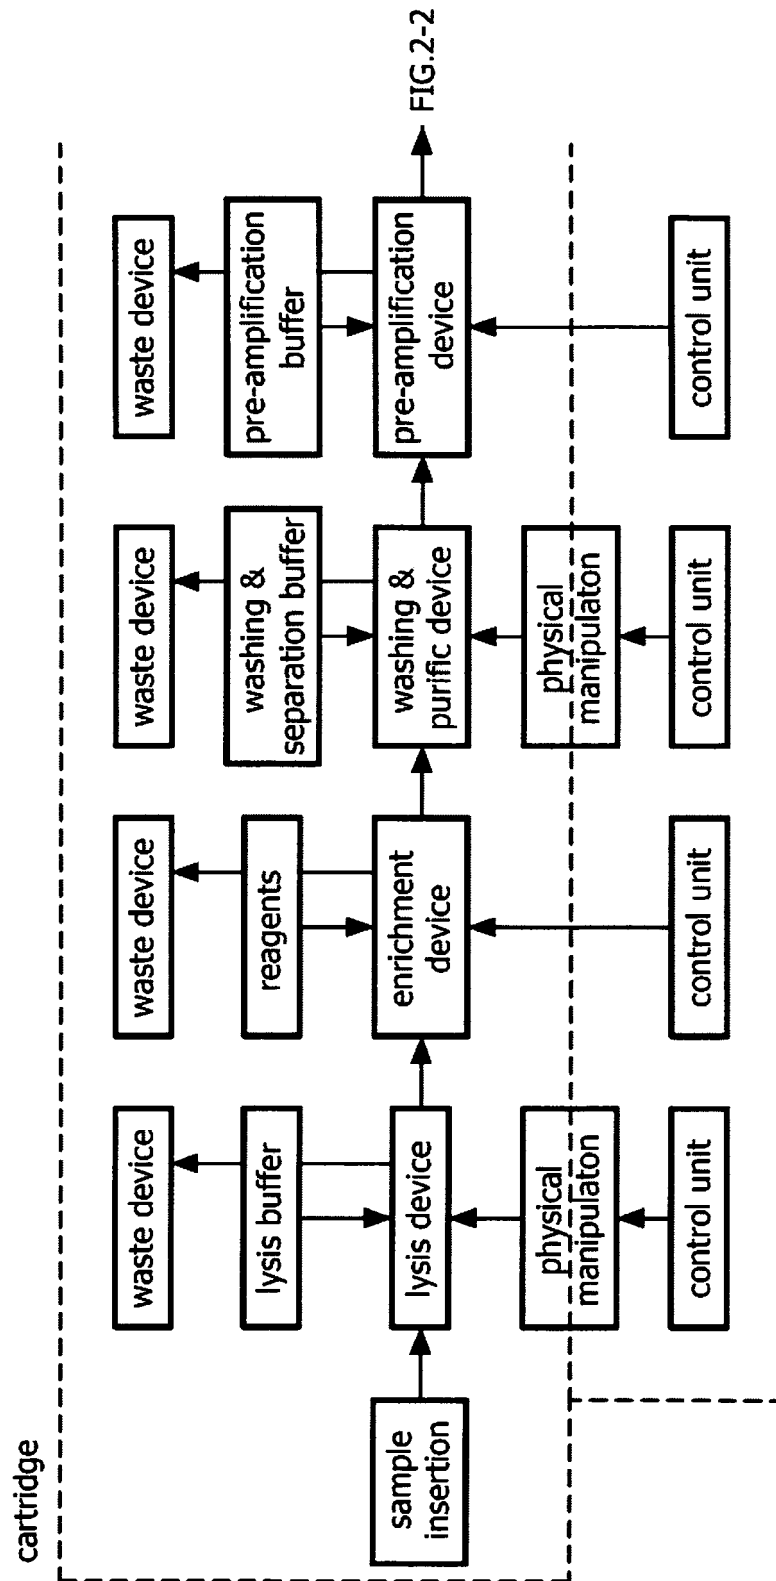 cartridge
waste device
waste device
waste device
waste device
lysis buffer
reagents
washing &
separation buffer
pre-amplification
buffer
sample
insertion
lysis device
enrichment
device
washing &
purific device
pre-amplification
device
FIG.2-2
physical
manipulaton
physical
manipulaton
control unit
control unit
control unit
control unit